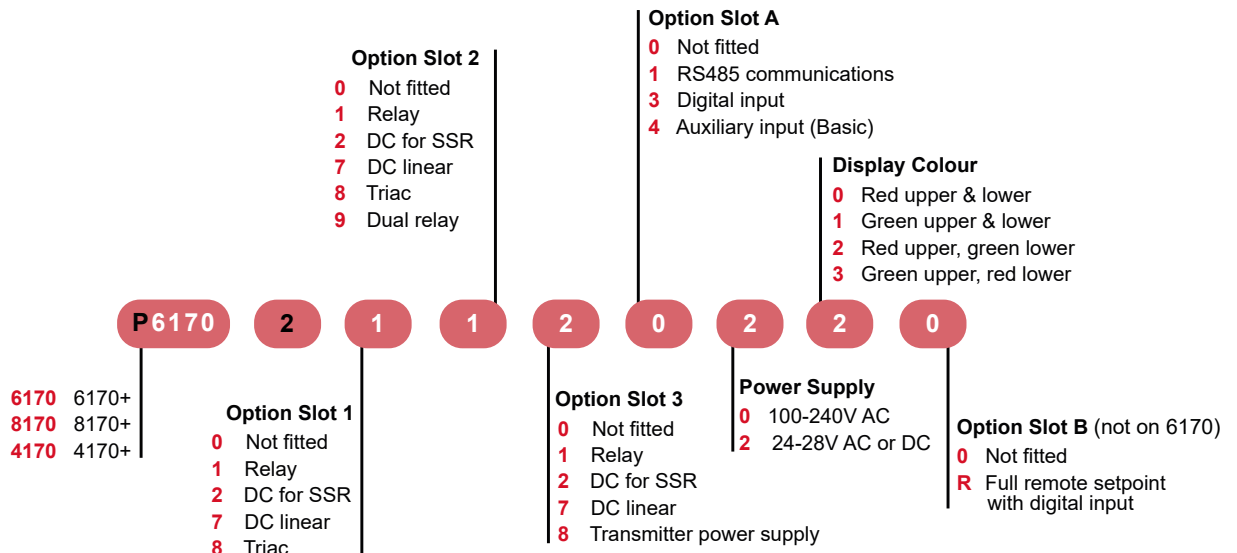 Option Slot A
0 Not fitted
1 RS485 communications
3 Digital input
4 Auxiliary input (Basic)
Option Slot 2
0 Not fitted
1 Relay
2 DC for SSR
7 DC linear
8 Triac
9 Dual relay
Display Colour
0 Red upper & lower
1 Green upper & lower
2 Red upper, green lower
3 Green upper, red lower
P6170 2 1 1 2 0 2 2 0
6170 6170+
8170 8170+
4170 4170+
Option Slot 1
0 Not fitted
1 Relay
2 DC for SSR
7 DC linear
8 Triac
Option Slot 3
0 Not fitted
1 Relay
2 DC for SSR
7 DC linear
8 Transmitter power supply
Power Supply
0 100-240V AC
2 24-28V AC or DC
Option Slot B (not on 6170)
0 Not fitted
R Full remote setpoint
with digital input